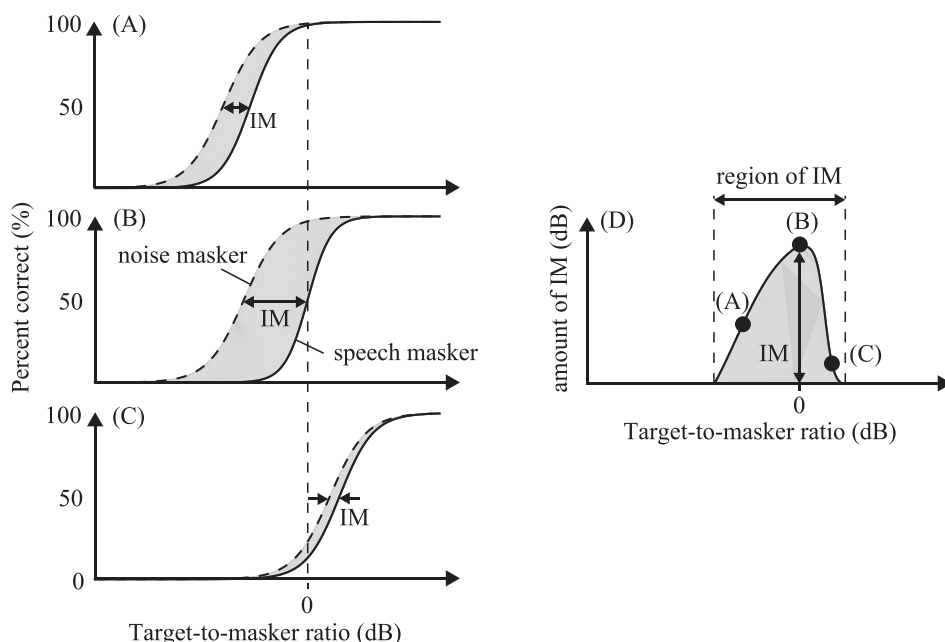 100
(A)
50
IM
100
(B)
noise masker
50
IM
speech masker
Percent correct (%)
100
(C)
50
IM
0
0
Target-to-masker ratio (dB)
region of IM
(D)
(B)
(A)
IM
(C)
amount of IM (dB)
0
Target-to-masker ratio (dB)